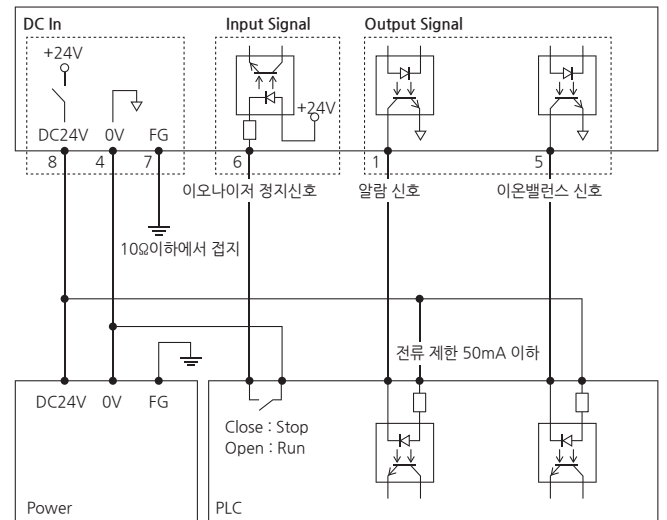 DC In
Input Signal
Output Signal
+24V
+24V
DC24V 0V FG
8 4 7 6 1 5
이오나이저 정지신호
알람 신호
이온밸런스 신호
10Ω이하에서 접지
전류 제한 50mA 이하
DC24V 0V FG
Close : Stop
Open : Run
Power
PLC